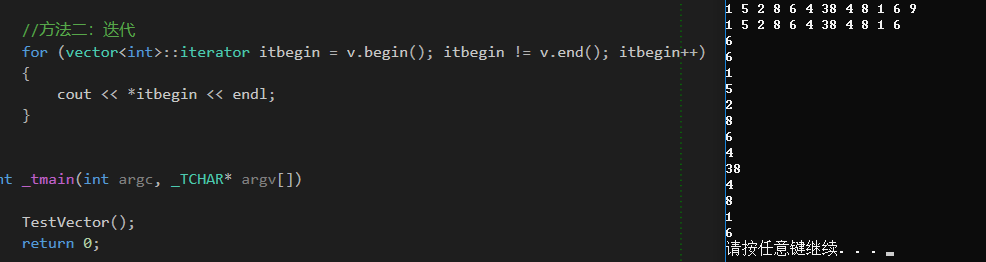 //方法二：迭代
for (vector<int>::iterator itbegin = v.begin(); itbegin != v.end(); itbegin++)
{
cout << *itbegin << endl;
}
nt _tmain(int argc, _TCHAR* argv[])
TestVector();
return 0;
1 5 2 8 6 4 38 4 8 1 6 9
1 5 2 8 6 4 38 4 8 1 6
6
6
1
5
2
8
6
4
38
4
8
1
6
请按任意键继续. . .